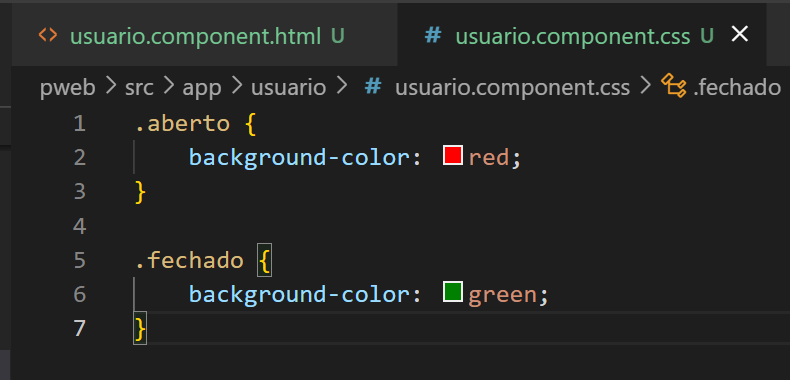 usuario.component.html U
# usuario.component.css U
pweb > src > app > usuario > # usuario.component.css > .fechado
1 .aberto {
2 background-color: red;
3 }
4
5 .fechado {
6 background-color: green;
7 }